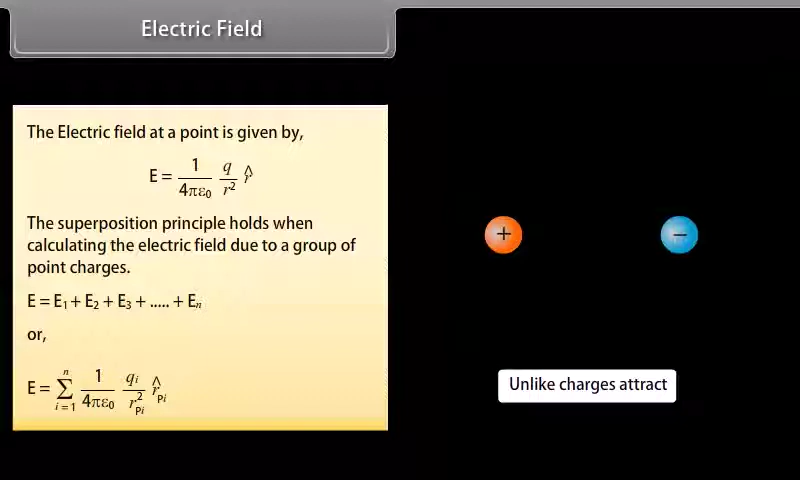 Electric Field
The Electric field at a point is given by,
E = 1/4πε₀ q/r² r̂
The superposition principle holds when
calculating the electric field due to a group of
point charges.
E = E₁ + E₂ + E₃ + ..... + Eₙ
or,
E = ∑ⁿᵢ₌₁ 1/4πε₀ qᵢ/r²Pi r̂Pi
+ −
Unlike charges attract